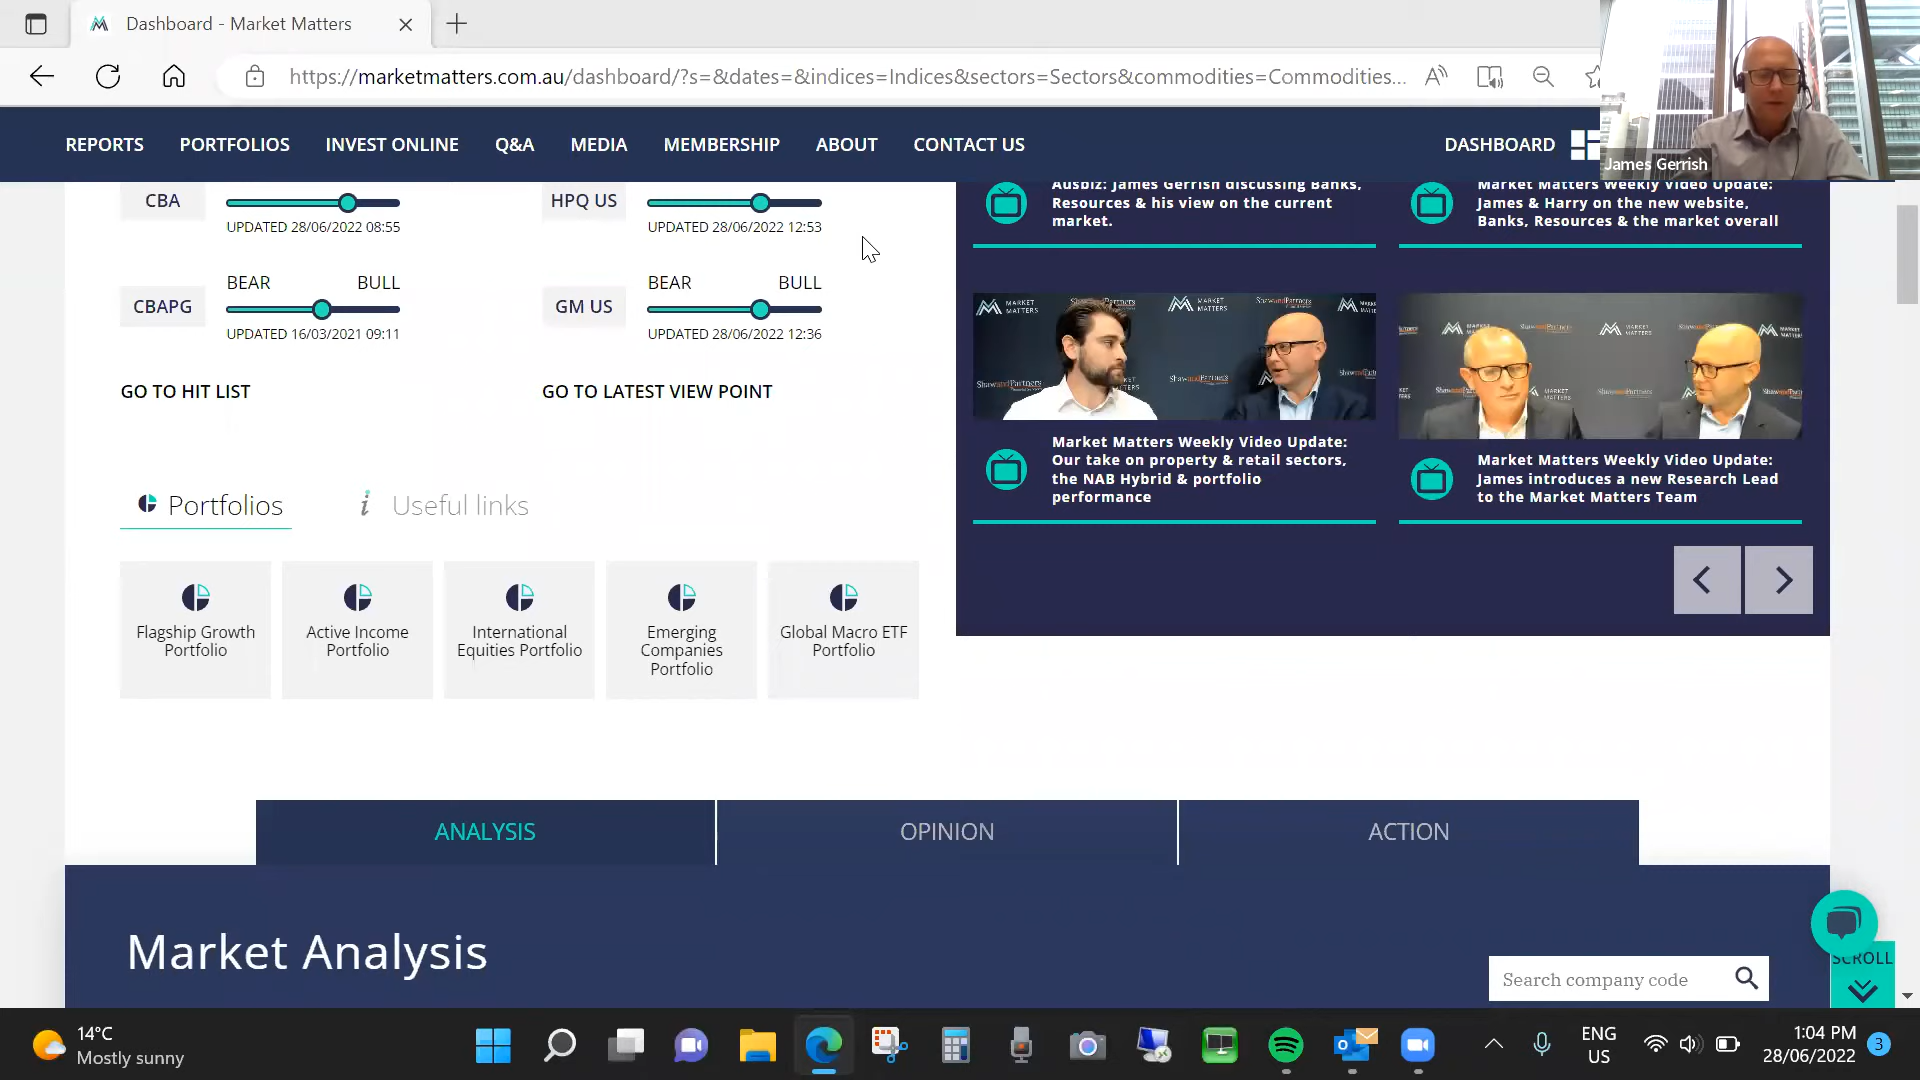 Dashboard - Market Matters
https://marketmatters.com.au/dashboard/?s=&dates=&indices=Indices&sectors=Sectors&commodities=Commodities...
REPORTS
PORTFOLIOS
INVEST ONLINE
Q&A
MEDIA
MEMBERSHIP
ABOUT
CONTACT US
DASHBOARD
James Gerrish
CBA
UPDATED 28/06/2022 08:55
HPQ US
UPDATED 28/06/2022 12:53
CBAPG
BEAR BULL
UPDATED 16/03/2021 09:11
GM US
BEAR BULL
UPDATED 28/06/2022 12:36
GO TO HIT LIST
GO TO LATEST VIEW POINT
Ausbiz: James Gerrish discussing Banks,
Resources & his view on the current
market.
Market Matters Weekly Video Update:
James & Harry on the new website,
Banks, Resources & the market overall
MARKET
MATTERS
ShawandPartners
MARKET
MATTERS
ShawandPartners
Market Matters Weekly Video Update:
Our take on property & retail sectors,
the NAB Hybrid & portfolio
performance
Market Matters Weekly Video Update:
James introduces a new Research Lead
to the Market Matters Team
Portfolios
Useful links
Flagship Growth
Portfolio
Active Income
Portfolio
International
Equities Portfolio
Emerging
Companies
Portfolio
Global Macro ETF
Portfolio
ANALYSIS
OPINION
ACTION
Market Analysis
Search company code
SCROLL
14°C
Mostly sunny
ENG
US
1:04 PM
28/06/2022
3